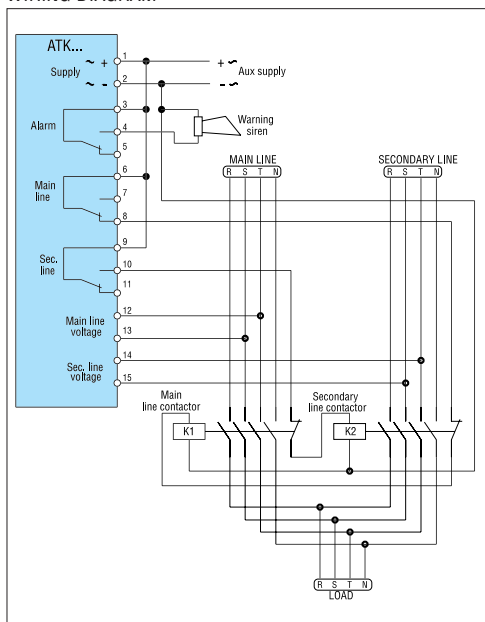 WIRING DIAGRAM
ATK...
~ +
Supply
~ -
1
2
+ ~
Aux supply
- ~
Alarm
3
4
5
Warning
siren
Main
line
6
7
8
MAIN LINE
R S T N
SECONDARY LINE
R S T N
Sec.
line
9
10
11
Main line
voltage
12
13
Sec. line
voltage
14
15
Main
line contactor
K1
Secondary
line contactor
K2
R S T N
LOAD